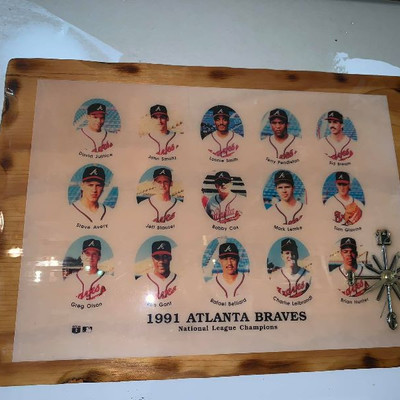 David Justice John Smoltz Lonnie Smith Terry Pendleton Sid Bream
Steve Avery Jeff Blauser Bobby Cox Mark Lemke Tom Glavine
Greg Olson Ron Gant Rafael Belliard Charlie Leibrandt Brian Hunter
1991 ATLANTA BRAVES
National League Champions